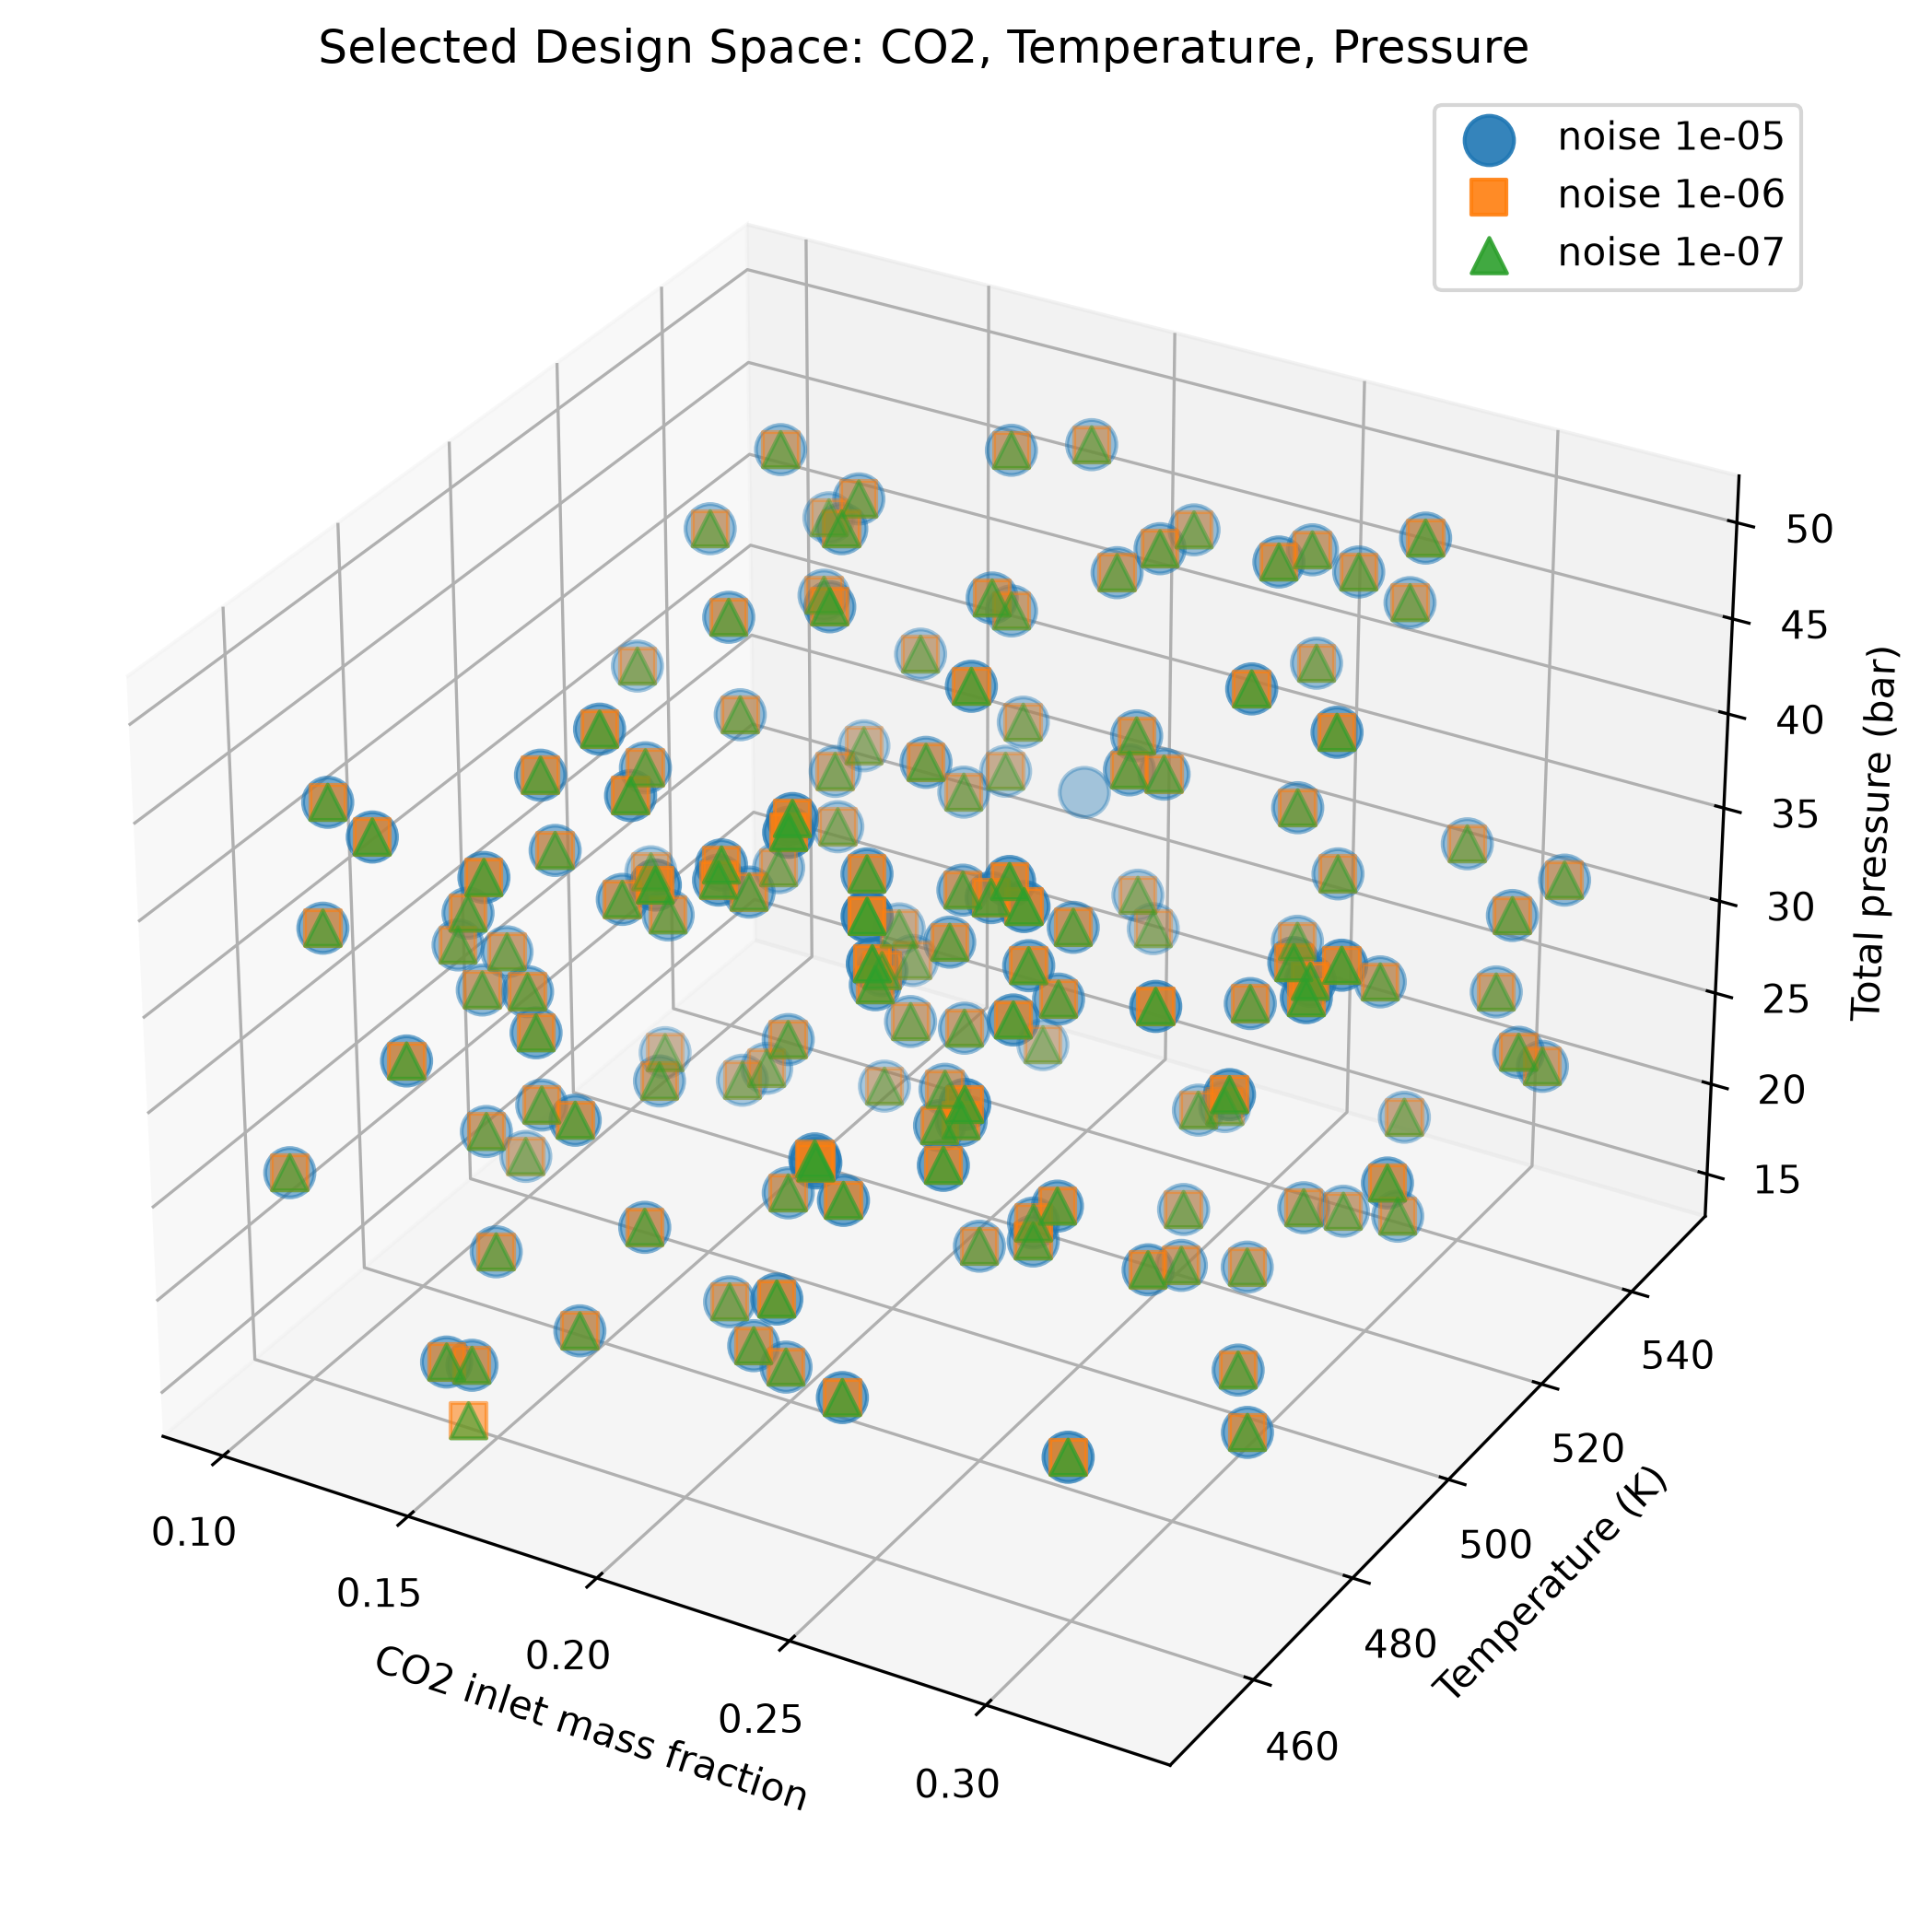 Selected Design Space: CO2, Temperature, Pressure
noise 1e-05
noise 1e-06
noise 1e-07
50
45
40
35
30
25
20
15
Total pressure (bar)
540
520
500
480
460
Temperature (K)
0.10
0.15
0.20
0.25
0.30
CO2 inlet mass fraction